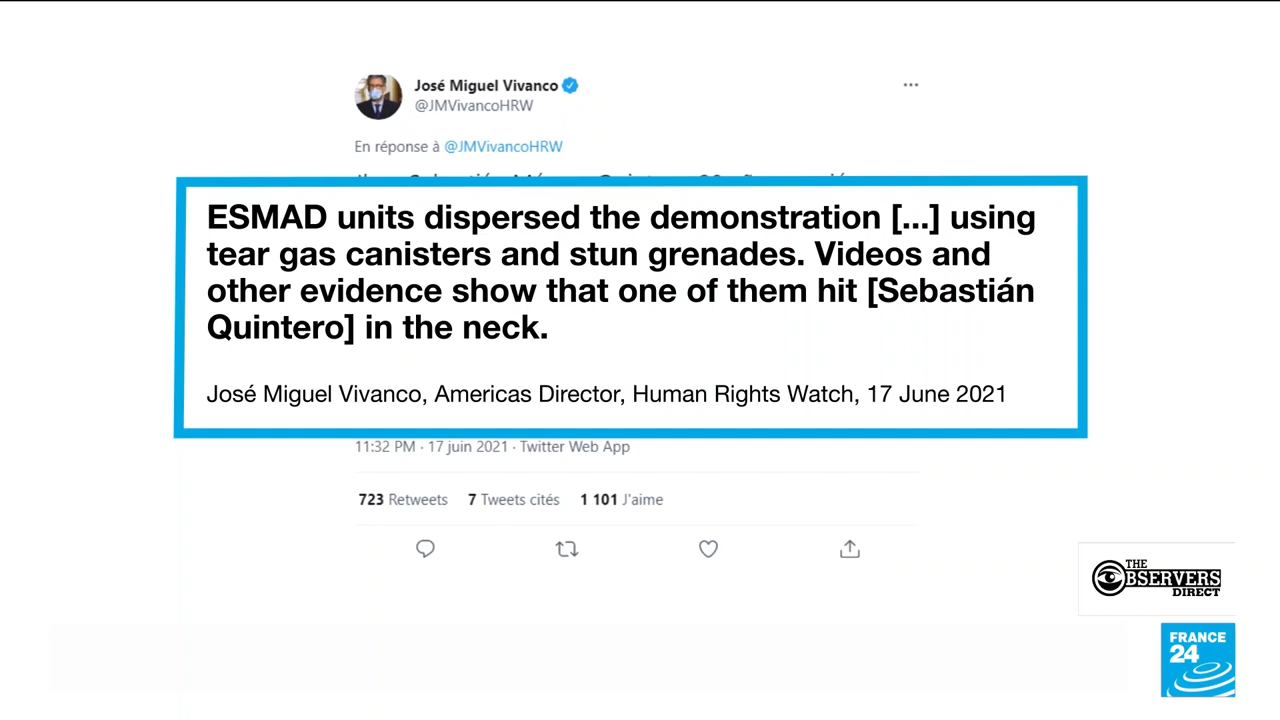 José Miguel Vivanco
@JMVivancoHRW
En réponse à @JMVivancoHRW
ESMAD units dispersed the demonstration [...] using
tear gas canisters and stun grenades. Videos and
other evidence show that one of them hit [Sebastián
Quintero] in the neck.
José Miguel Vivanco, Americas Director, Human Rights Watch, 17 June 2021
11:32 PM · 17 juin 2021 · Twitter Web App
723 Retweets 7 Tweets cités 1 101 J'aime
THE
OBSERVERS
DIRECT
FRANCE
24